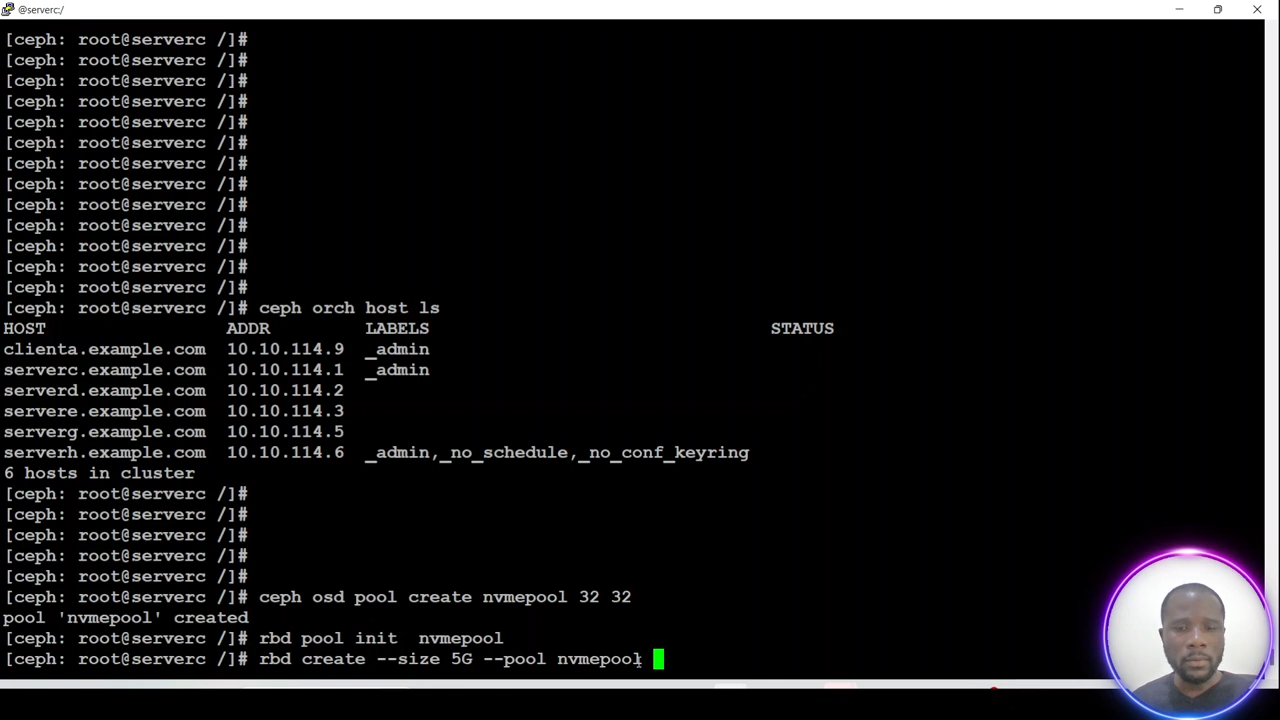 @serverc:/
[ceph: root@serverc /]#
[ceph: root@serverc /]#
[ceph: root@serverc /]#
[ceph: root@serverc /]#
[ceph: root@serverc /]#
[ceph: root@serverc /]#
[ceph: root@serverc /]#
[ceph: root@serverc /]#
[ceph: root@serverc /]#
[ceph: root@serverc /]#
[ceph: root@serverc /]#
[ceph: root@serverc /]#
[ceph: root@serverc /]#
[ceph: root@serverc /]# ceph orch host ls
HOST ADDR LABELS STATUS
clienta.example.com 10.10.114.9 _admin
serverc.example.com 10.10.114.1 _admin
serverd.example.com 10.10.114.2
servere.example.com 10.10.114.3
serverg.example.com 10.10.114.5
serverh.example.com 10.10.114.6 _admin,_no_schedule,_no_conf_keyring
6 hosts in cluster
[ceph: root@serverc /]#
[ceph: root@serverc /]#
[ceph: root@serverc /]#
[ceph: root@serverc /]#
[ceph: root@serverc /]#
[ceph: root@serverc /]# ceph osd pool create nvmepool 32 32
pool 'nvmepool' created
[ceph: root@serverc /]# rbd pool init  nvmepool
[ceph: root@serverc /]# rbd create --size 5G --pool nvmepool